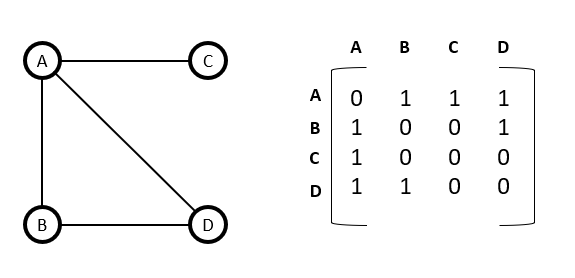 A C
B D
A B C D
A 0 1 1 1
B 1 0 0 1
C 1 0 0 0
D 1 1 0 0